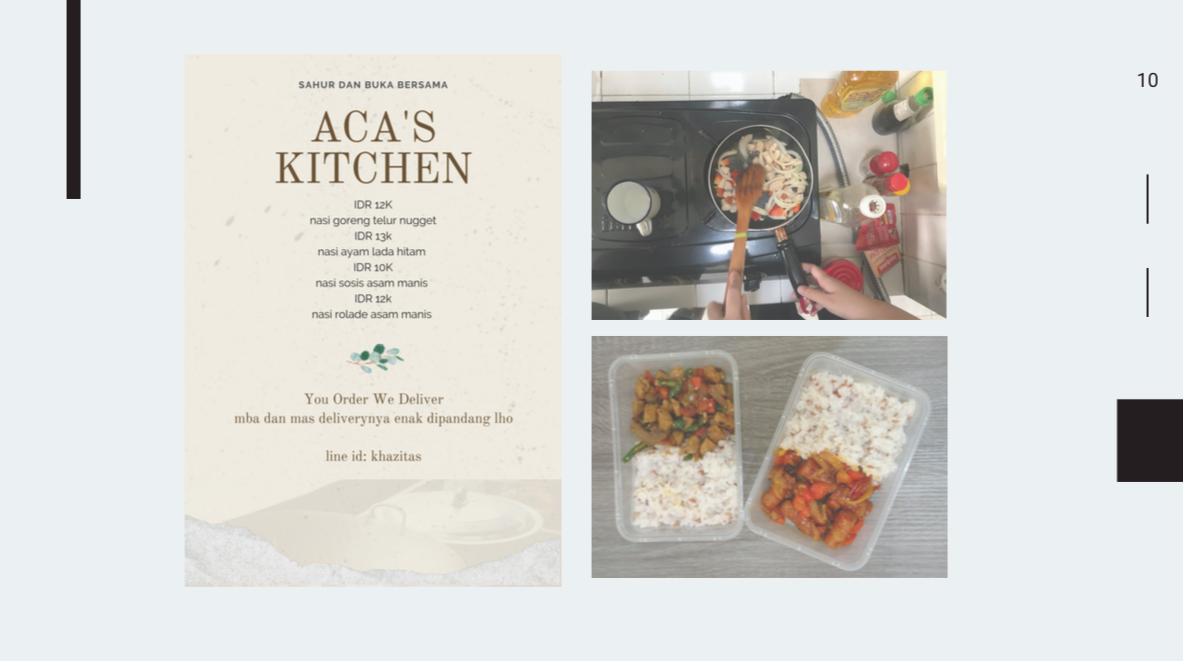 SAHUR DAN BUKA BERSAMA
ACA'S
KITCHEN
IDR 12K
nasi goreng telur nugget
IDR 13k
nasi ayam lada hitam
IDR 10K
nasi sosis asam manis
IDR 12k
nasi rolade asam manis
You Order We Deliver
mba dan mas deliverynya enak dipandang lho
line id: khazitas
10